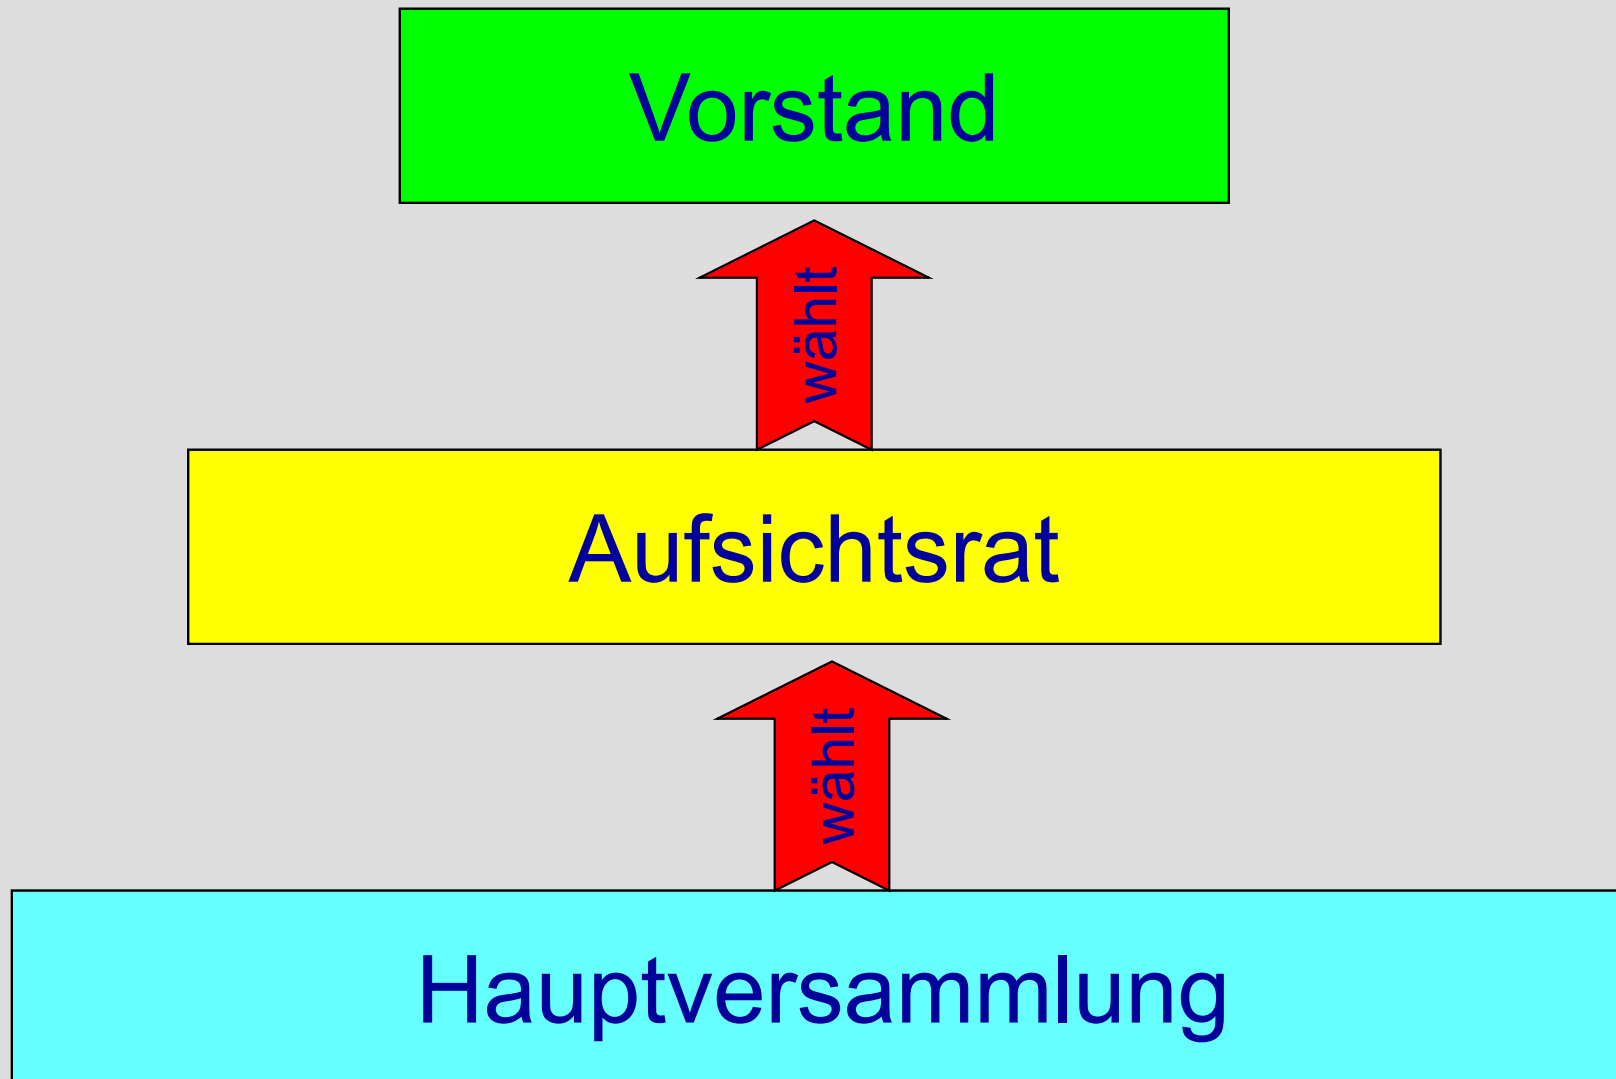 Vorstand
wählt
Aufsichtsrat
wählt
Hauptversammlung